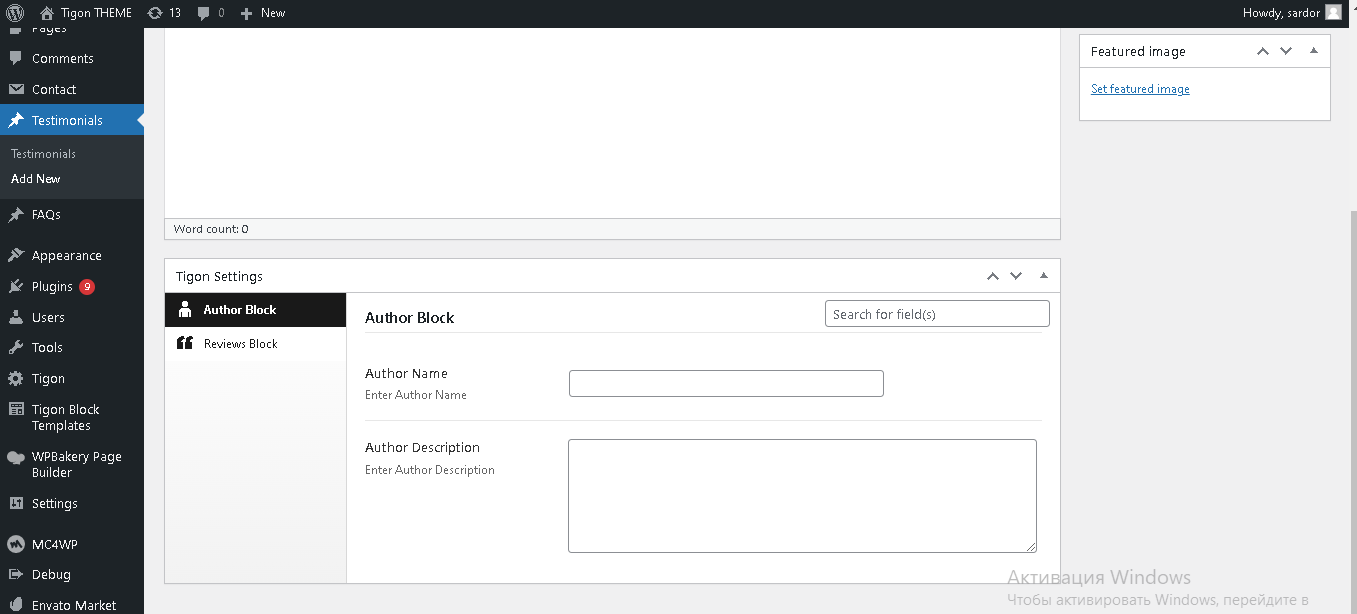 Tigon THEME
13
0
New
Howdy, sardor
Pages
Comments
Contact
Testimonials
Testimonials
Add New
FAQs
Appearance
Plugins 9
Users
Tools
Tigon
Tigon Block
Templates
WPBakery Page
Builder
Settings
MC4WP
Debug
Envato Market
Word count: 0
Tigon Settings
Author Block
Reviews Block
Author Block
Search for field(s)
Author Name
Enter Author Name
Author Description
Enter Author Description
Featured image
Set featured image
Активация Windows
Чтобы активировать Windows, перейдите в